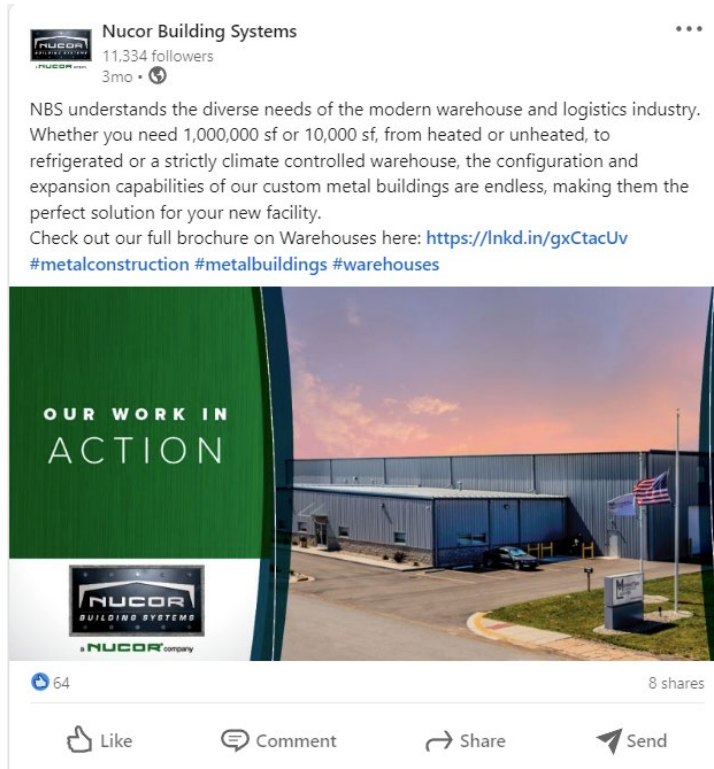 Nucor Building Systems
11,334 followers
3mo •
NBS understands the diverse needs of the modern warehouse and logistics industry.
Whether you need 1,000,000 sf or 10,000 sf, from heated or unheated, to
refrigerated or a strictly climate controlled warehouse, the configuration and
expansion capabilities of our custom metal buildings are endless, making them the
perfect solution for your new facility.
Check out our full brochure on Warehouses here: https://lnkd.in/gxCtacUv
#metalconstruction #metalbuildings #warehouses
OUR WORK IN
ACTION
NUCOR
BUILDING SYSTEMS
a NUCOR company
64
8 shares
Like
Comment
Share
Send